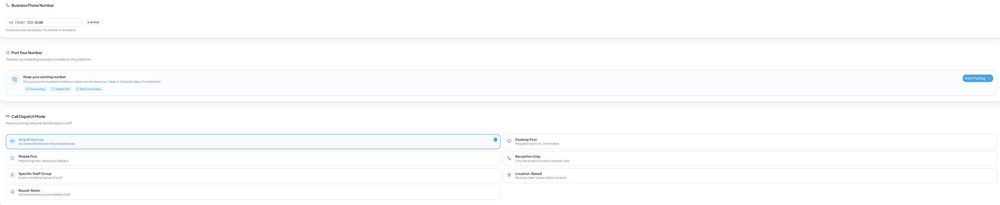 Business Phone Number
+1 (514) 555-0100
Active
Outbound calls will display this number to recipients.
Port Your Number
Transfer your existing business number to this platform.
Keep your existing number
Port your current business number so clients can still reach you. Takes 3-5 business days. No downtime.
Free porting
Digital LOA
Real-time status
Start Porting
Call Dispatch Mode
How incoming calls are distributed to staff
Ring All Devices
All connected devices ring simultaneously
Desktop First
Ring desktop for 5s, then mobile
Mobile First
Mobile rings first, desktop as fallback
Reception Only
Only the reception station receives calls
Specific Staff Group
Route to a defined group of staff
Location-Based
Route by caller's area code or location
Round-Robin
Distribute evenly across available staff